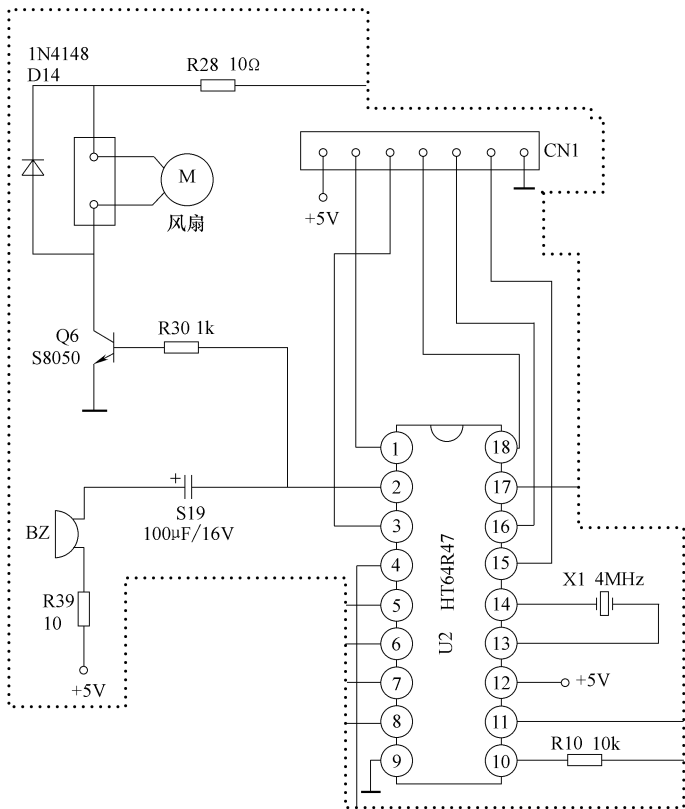 1N4148
D14
R28 10Ω
CN1
M
风扇
+5V
Q6
S8050
R30 1k
1
18
2
17
+
S19
100μF/16V
BZ
3
16
4
15
HT64R47
U2
X1 4MHz
R39
10
5
14
6
13
+5V
7
12
+5V
8
11
9
10
R10 10k